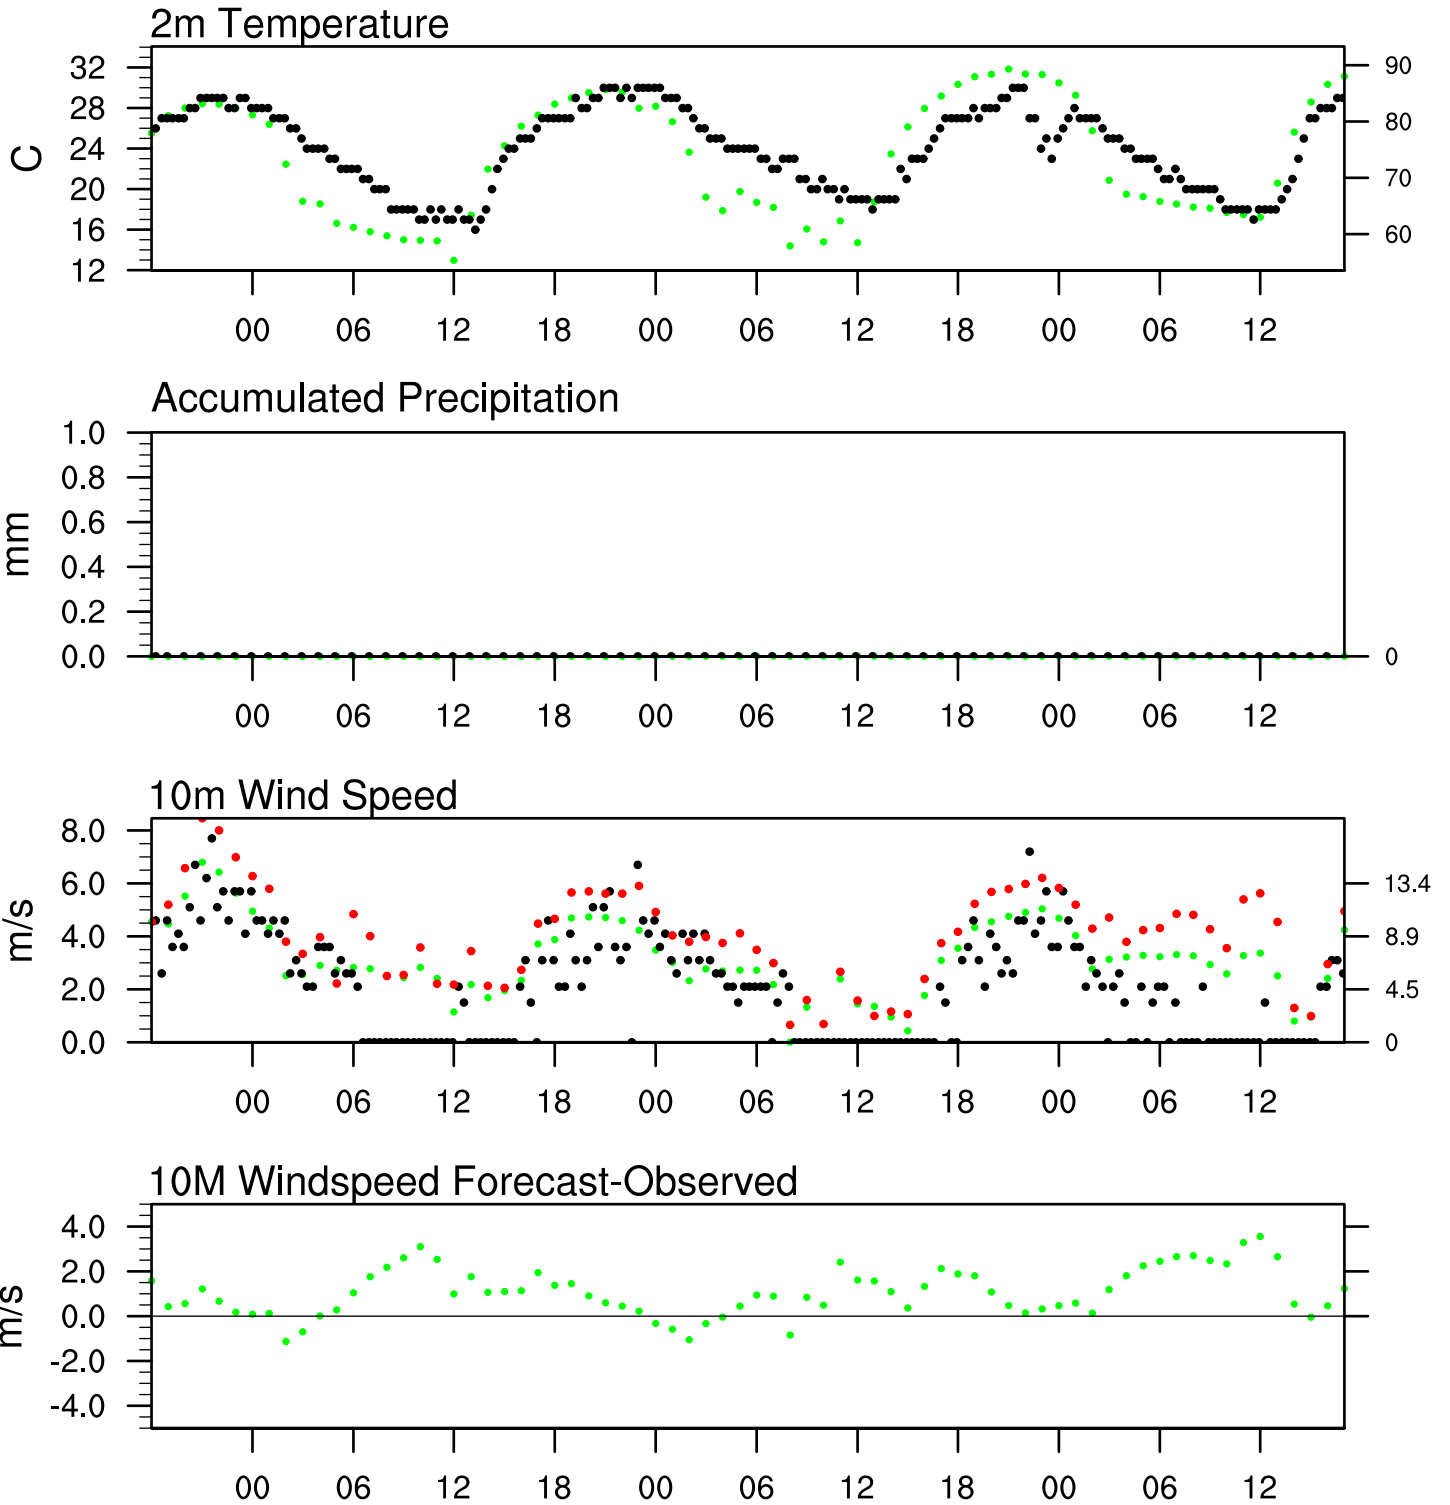 2m Temperature
32
28
24
20
16
12
C
90
80
70
60
00 06 12 18 00 06 12 18 00 06 12
Accumulated Precipitation
1.0
0.8
0.6
0.4
0.2
0.0
mm
0
00 06 12 18 00 06 12 18 00 06 12
10m Wind Speed
8.0
6.0
4.0
2.0
0.0
m/s
13.4
8.9
4.5
0
00 06 12 18 00 06 12 18 00 06 12
10M Windspeed Forecast-Observed
4.0
2.0
0.0
-2.0
-4.0
m/s
00 06 12 18 00 06 12 18 00 06 12